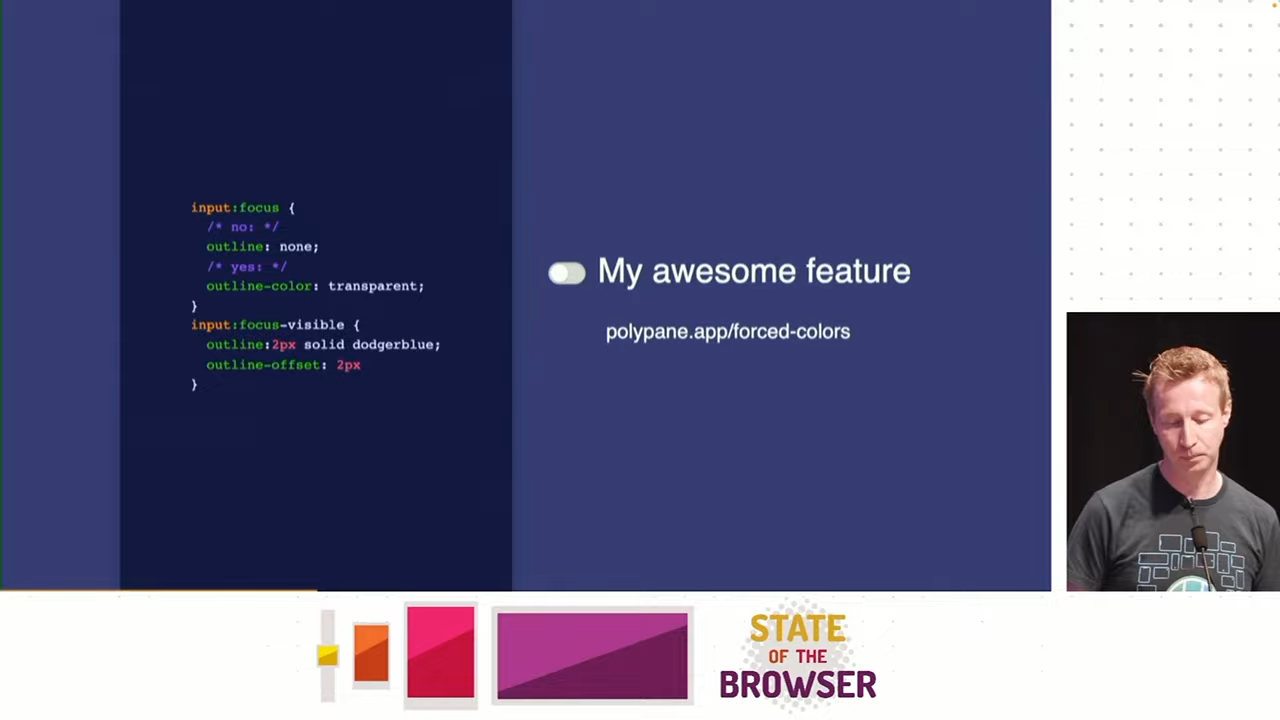 input:focus {
/* no: */
outline: none;
/* yes: */
outline-color: transparent;
}
input:focus-visible {
outline:2px solid dodgerblue;
outline-offset: 2px
}
My awesome feature
polypane.app/forced-colors
STATE
OF THE
BROWSER